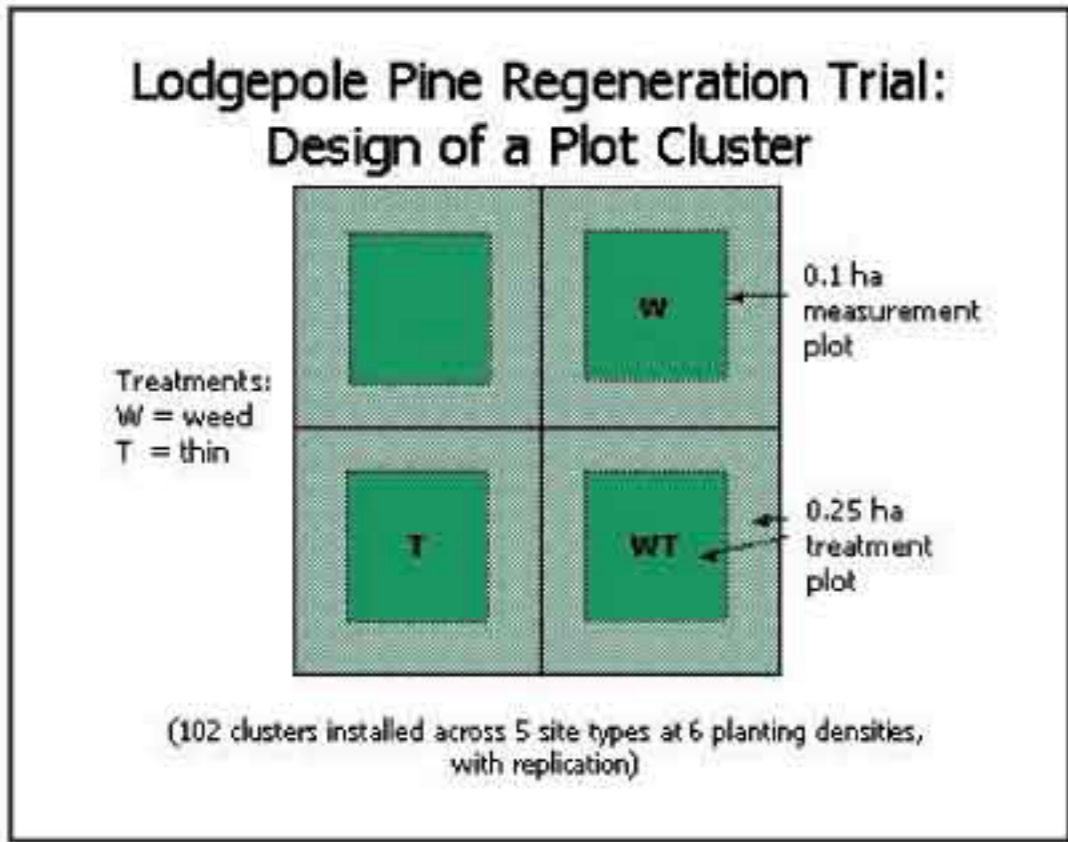 Lodgepole Pine Regeneration Trial:
Design of a Plot Cluster
W
0.1 ha
measurement
plot
Treatments:
W = weed
T = thin
T
WT
0.25 ha
treatment
plot
(102 clusters installed across 5 site types at 6 planting densities,
with replication)